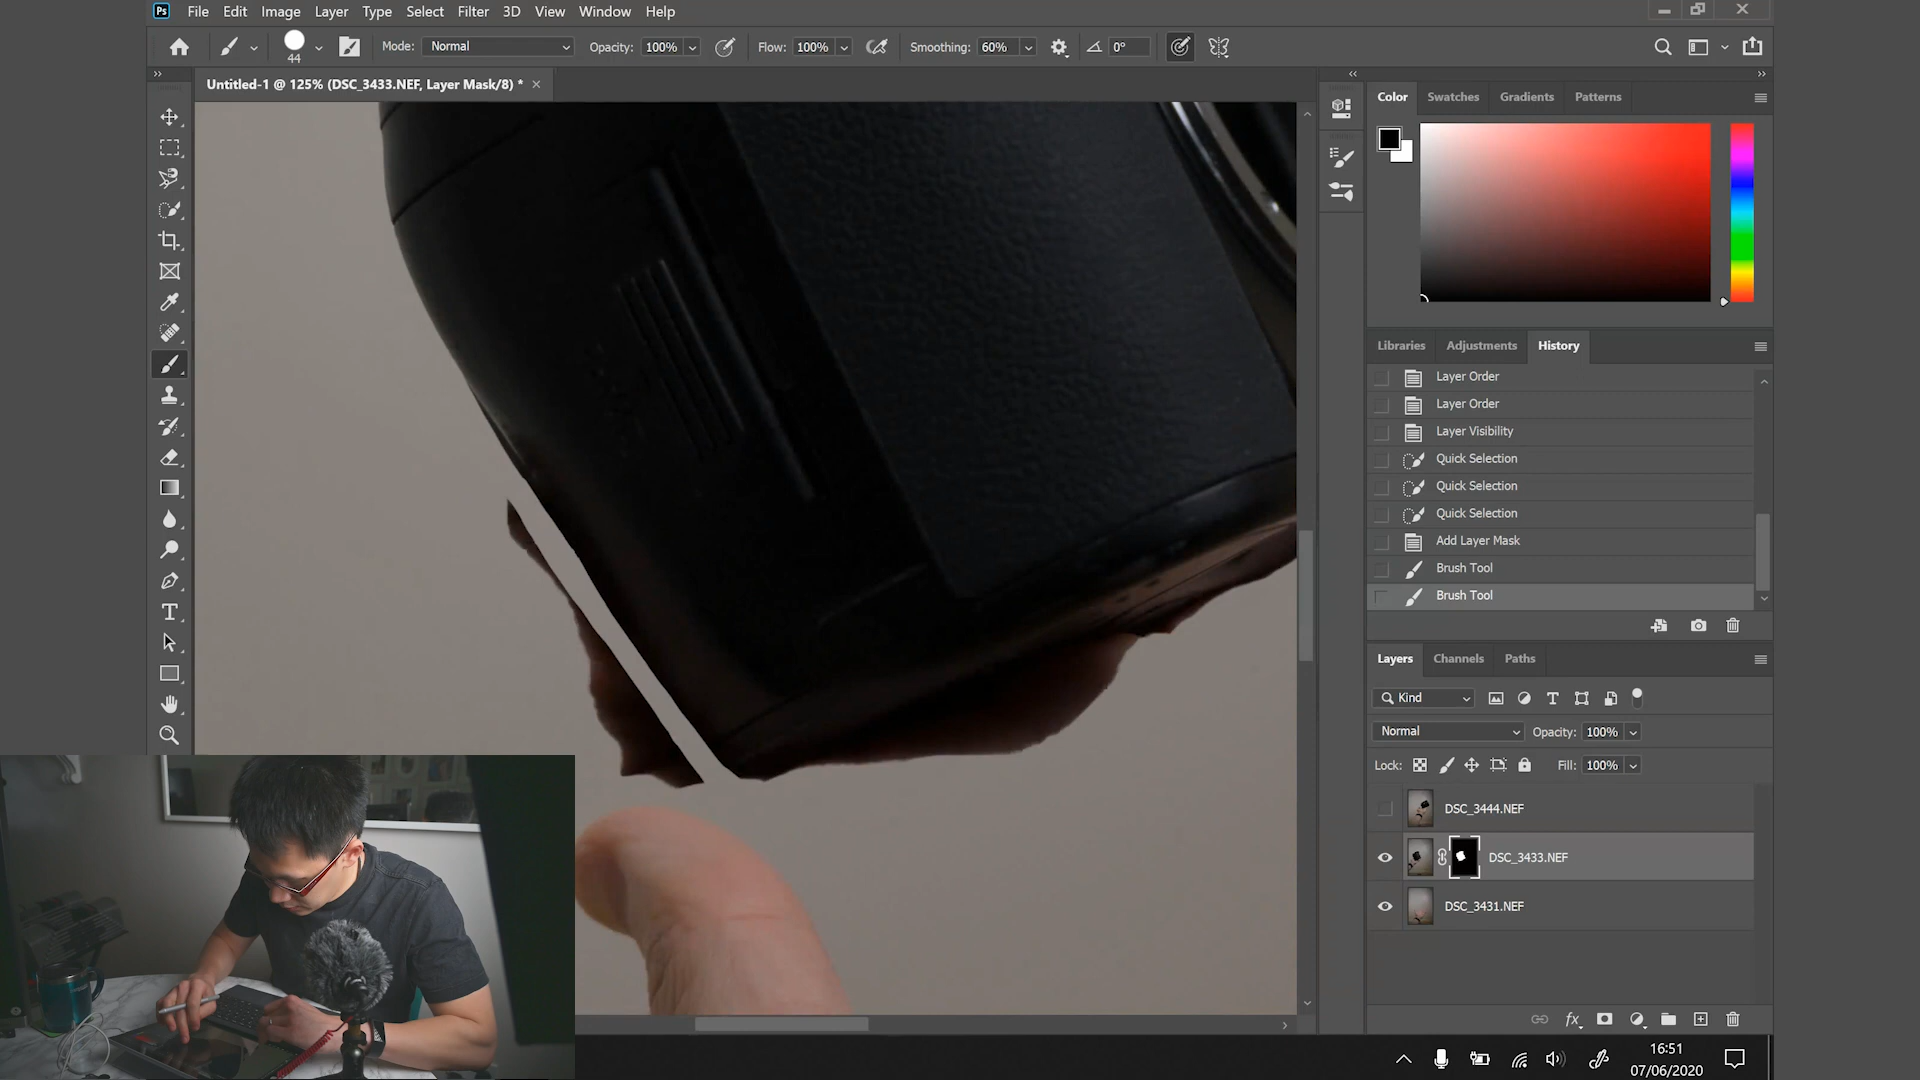 Ps File Edit Image Layer Type Select Filter 3D View Window Help
44 Mode: Normal Opacity: 100% Flow: 100% Smoothing: 60% 0°
Untitled-1 @ 125% (DSC_3433.NEF, Layer Mask/8) *
Color Swatches Gradients Patterns
Libraries Adjustments History
Layer Order
Layer Order
Layer Visibility
Quick Selection
Quick Selection
Quick Selection
Add Layer Mask
Brush Tool
Brush Tool
Layers Channels Paths
Kind
Normal Opacity: 100%
Lock: Fill: 100%
DSC_3444.NEF
DSC_3433.NEF
DSC_3431.NEF
fx
16:51
07/06/2020